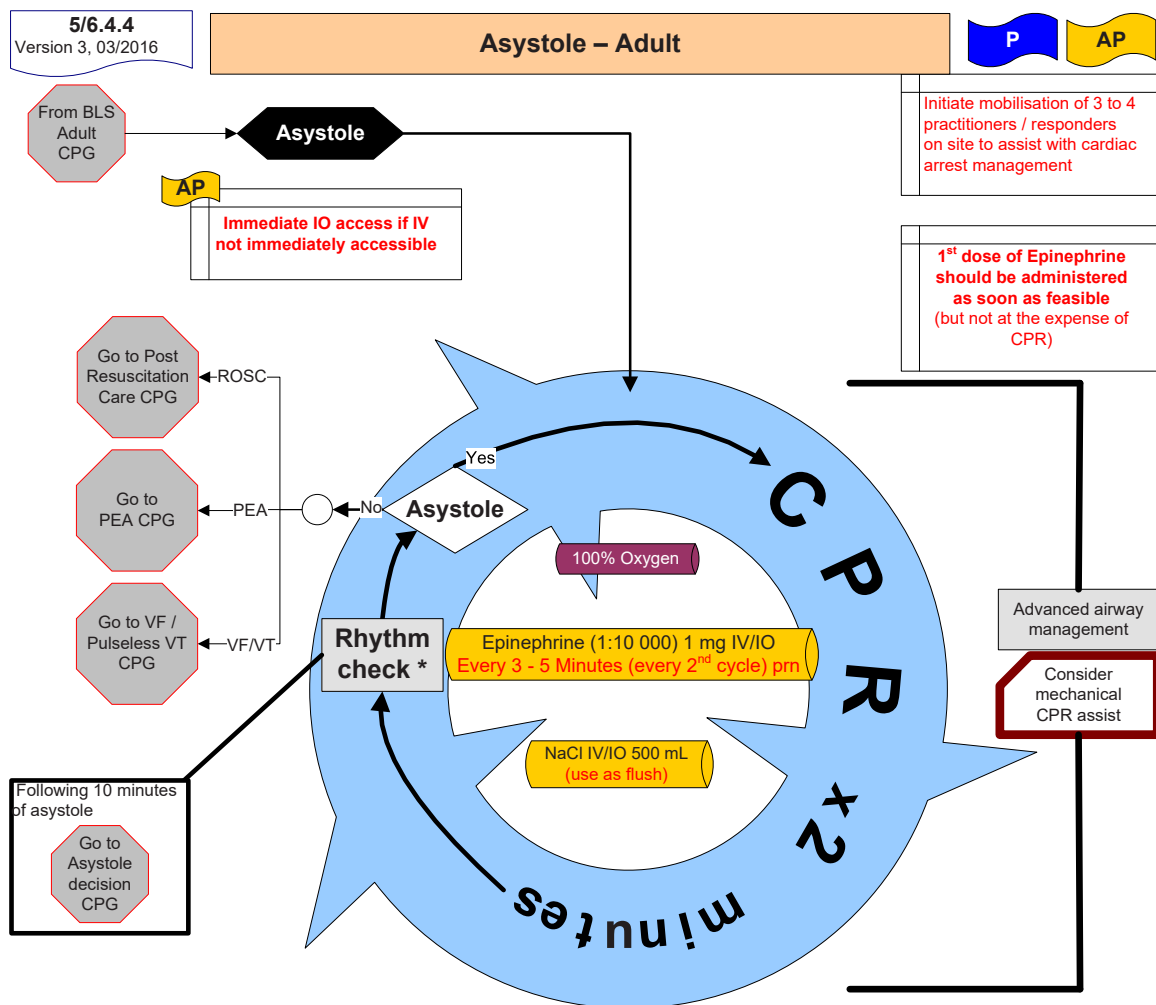 5/6.4.4
Version 3, 03/2016
Asystole – Adult
P
AP
From BLS
Adult
CPG
Asystole
Initiate mobilisation of 3 to 4
practitioners / responders
on site to assist with cardiac
arrest management
AP
Immediate IO access if IV
not immediately accessible
1st dose of Epinephrine
should be administered
as soon as feasible
(but not at the expense of
CPR)
Go to Post
Resuscitation
Care CPG
ROSC
Yes
Go to
PEA CPG
PEA
No
Asystole
100% Oxygen
Go to VF /
Pulseless VT
CPG
VF/VT
Rhythm
check *
Epinephrine (1:10 000) 1 mg IV/IO
Every 3 - 5 Minutes (every 2nd cycle) prn
NaCl IV/IO 500 mL
(use as flush)
CPR x2 minutes
Advanced airway
management
Consider
mechanical
CPR assist
Following 10 minutes
of asystole
Go to
Asystole
decision
CPG